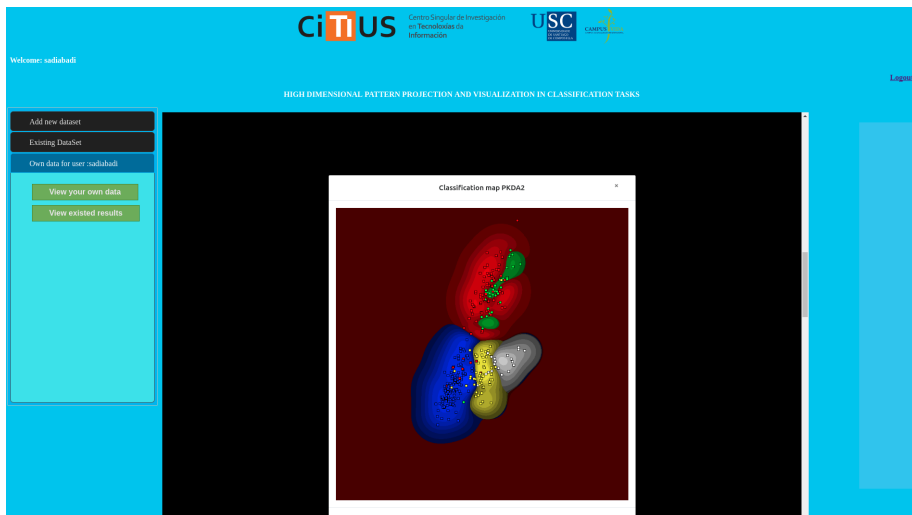 CiTIUS
Centro Singular de Investigación
en Tecnoloxías da
Información
USC
CAMPUS
Welcome: sadiabadi
Logout
HIGH DIMENSIONAL PATTERN PROJECTION AND VISUALIZATION IN CLASSIFICATION TASKS
Add new dataset
Existing DataSet
Own data for user :sadiabadi
View your own data
View existed results
Classification map PKDA2
×